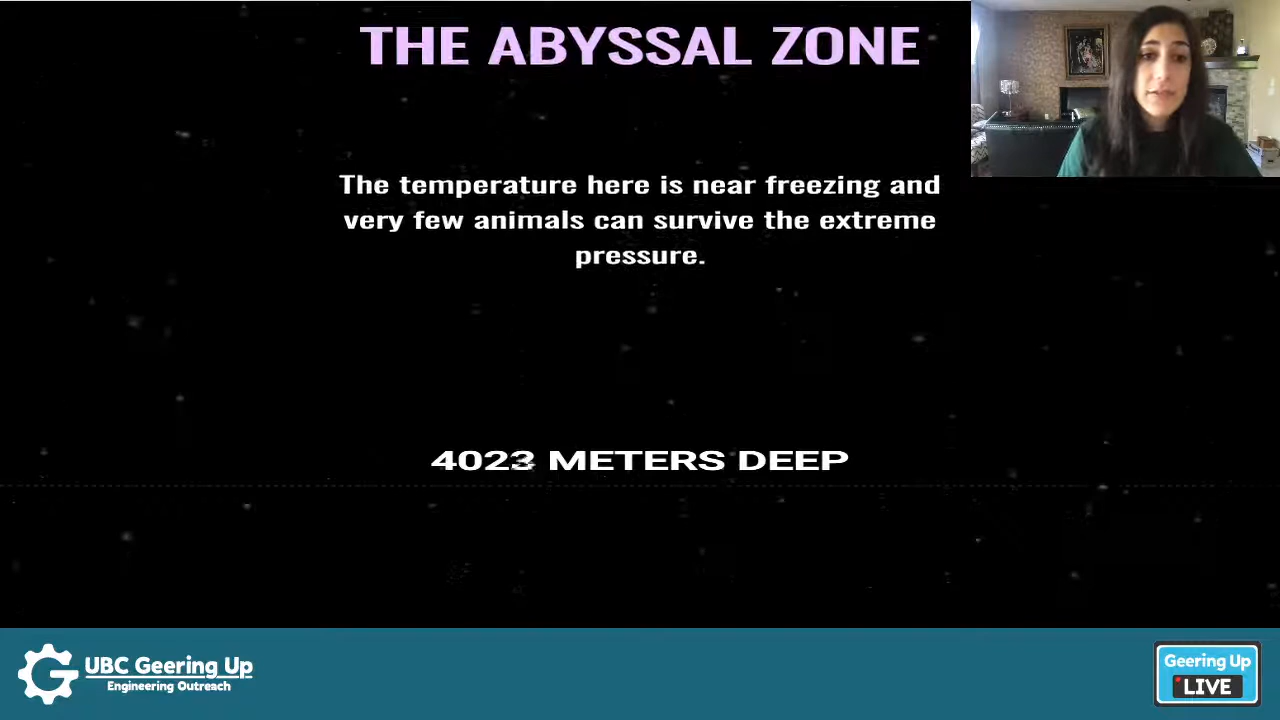 THE ABYSSAL ZONE
The temperature here is near freezing and
very few animals can survive the extreme
pressure.
4023 METERS DEEP
UBC Geering Up
Engineering Outreach
Geering Up
LIVE